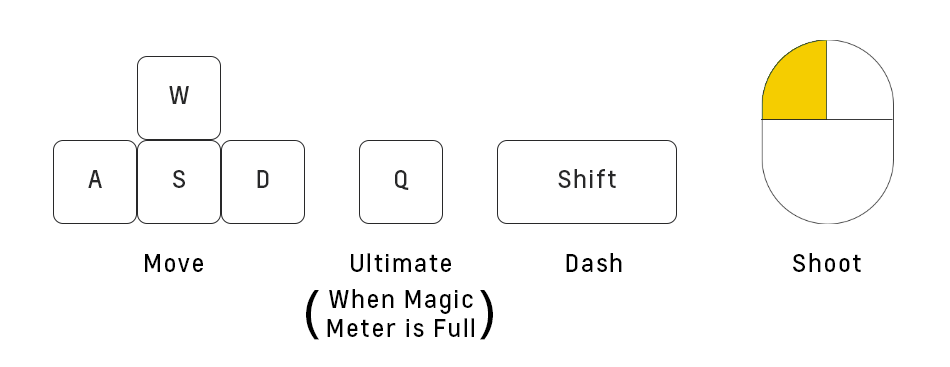 W
A S D Q Shift
Move Ultimate Dash Shoot
(When Magic
Meter is Full)